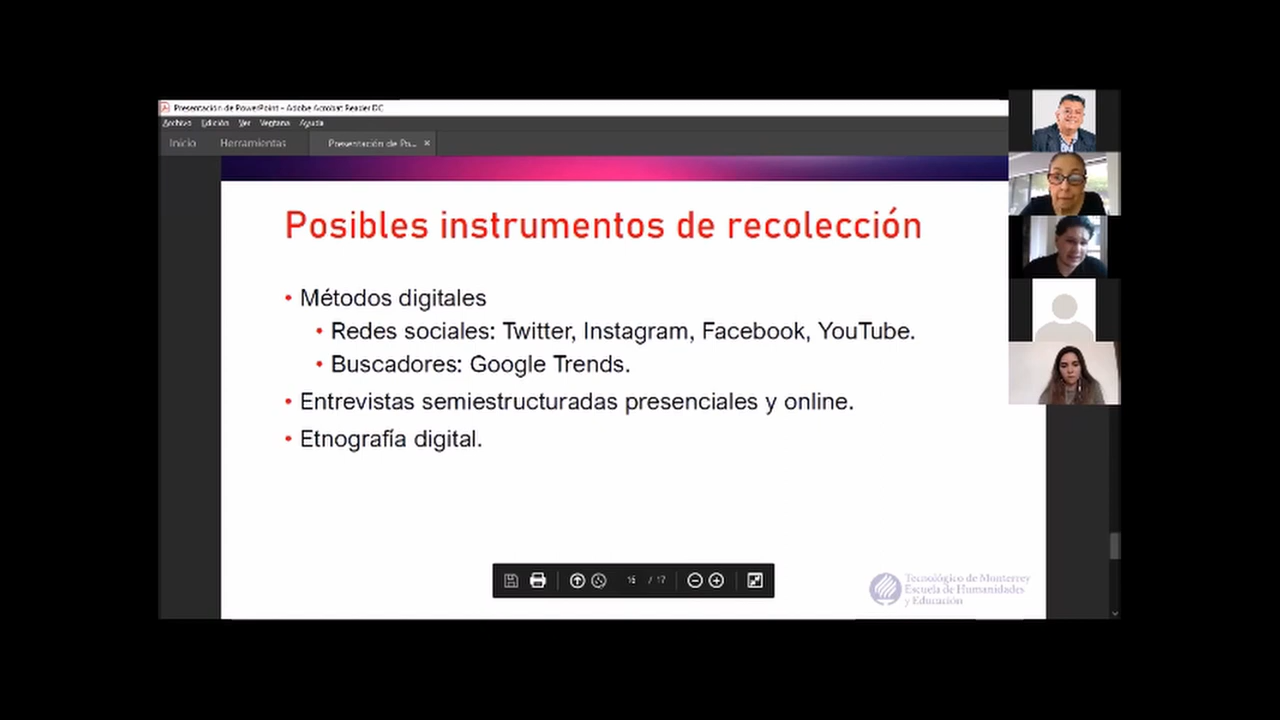 Presentación de PowerPoint - Adobe Acrobat Reader DC
Archivo Edición Ver Ventana Ayuda
Inicio Herramientas Presentación de Po... ×
Posibles instrumentos de recolección
• Métodos digitales
• Redes sociales: Twitter, Instagram, Facebook, YouTube.
• Buscadores: Google Trends.
• Entrevistas semiestructuradas presenciales y online.
• Etnografía digital.
16 / 17
Tecnológico de Monterrey
Escuela de Humanidades
y Educación